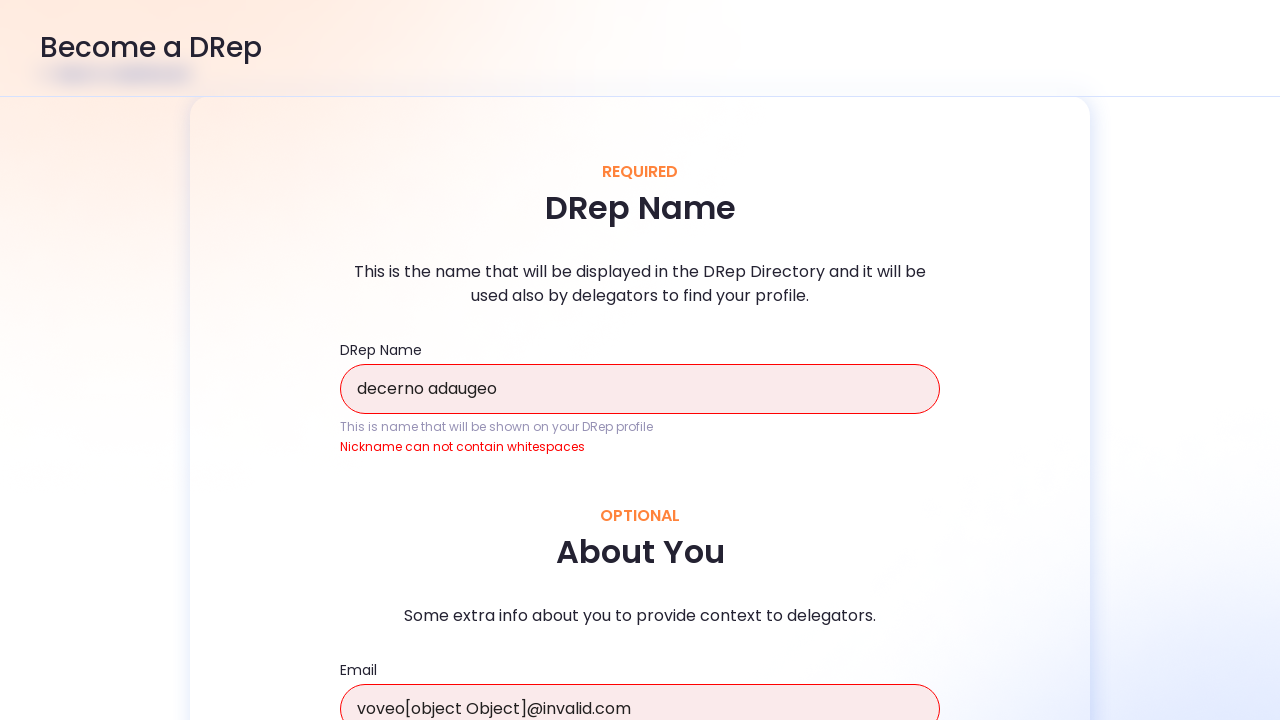 Become a DRep
REQUIRED
DRep Name
This is the name that will be displayed in the DRep Directory and it will be
used also by delegators to find your profile.
DRep Name
decerno adaugeo
This is name that will be shown on your DRep profile
Nickname can not contain whitespaces
OPTIONAL
About You
Some extra info about you to provide context to delegators.
Email
voveo[object Object]@invalid.com